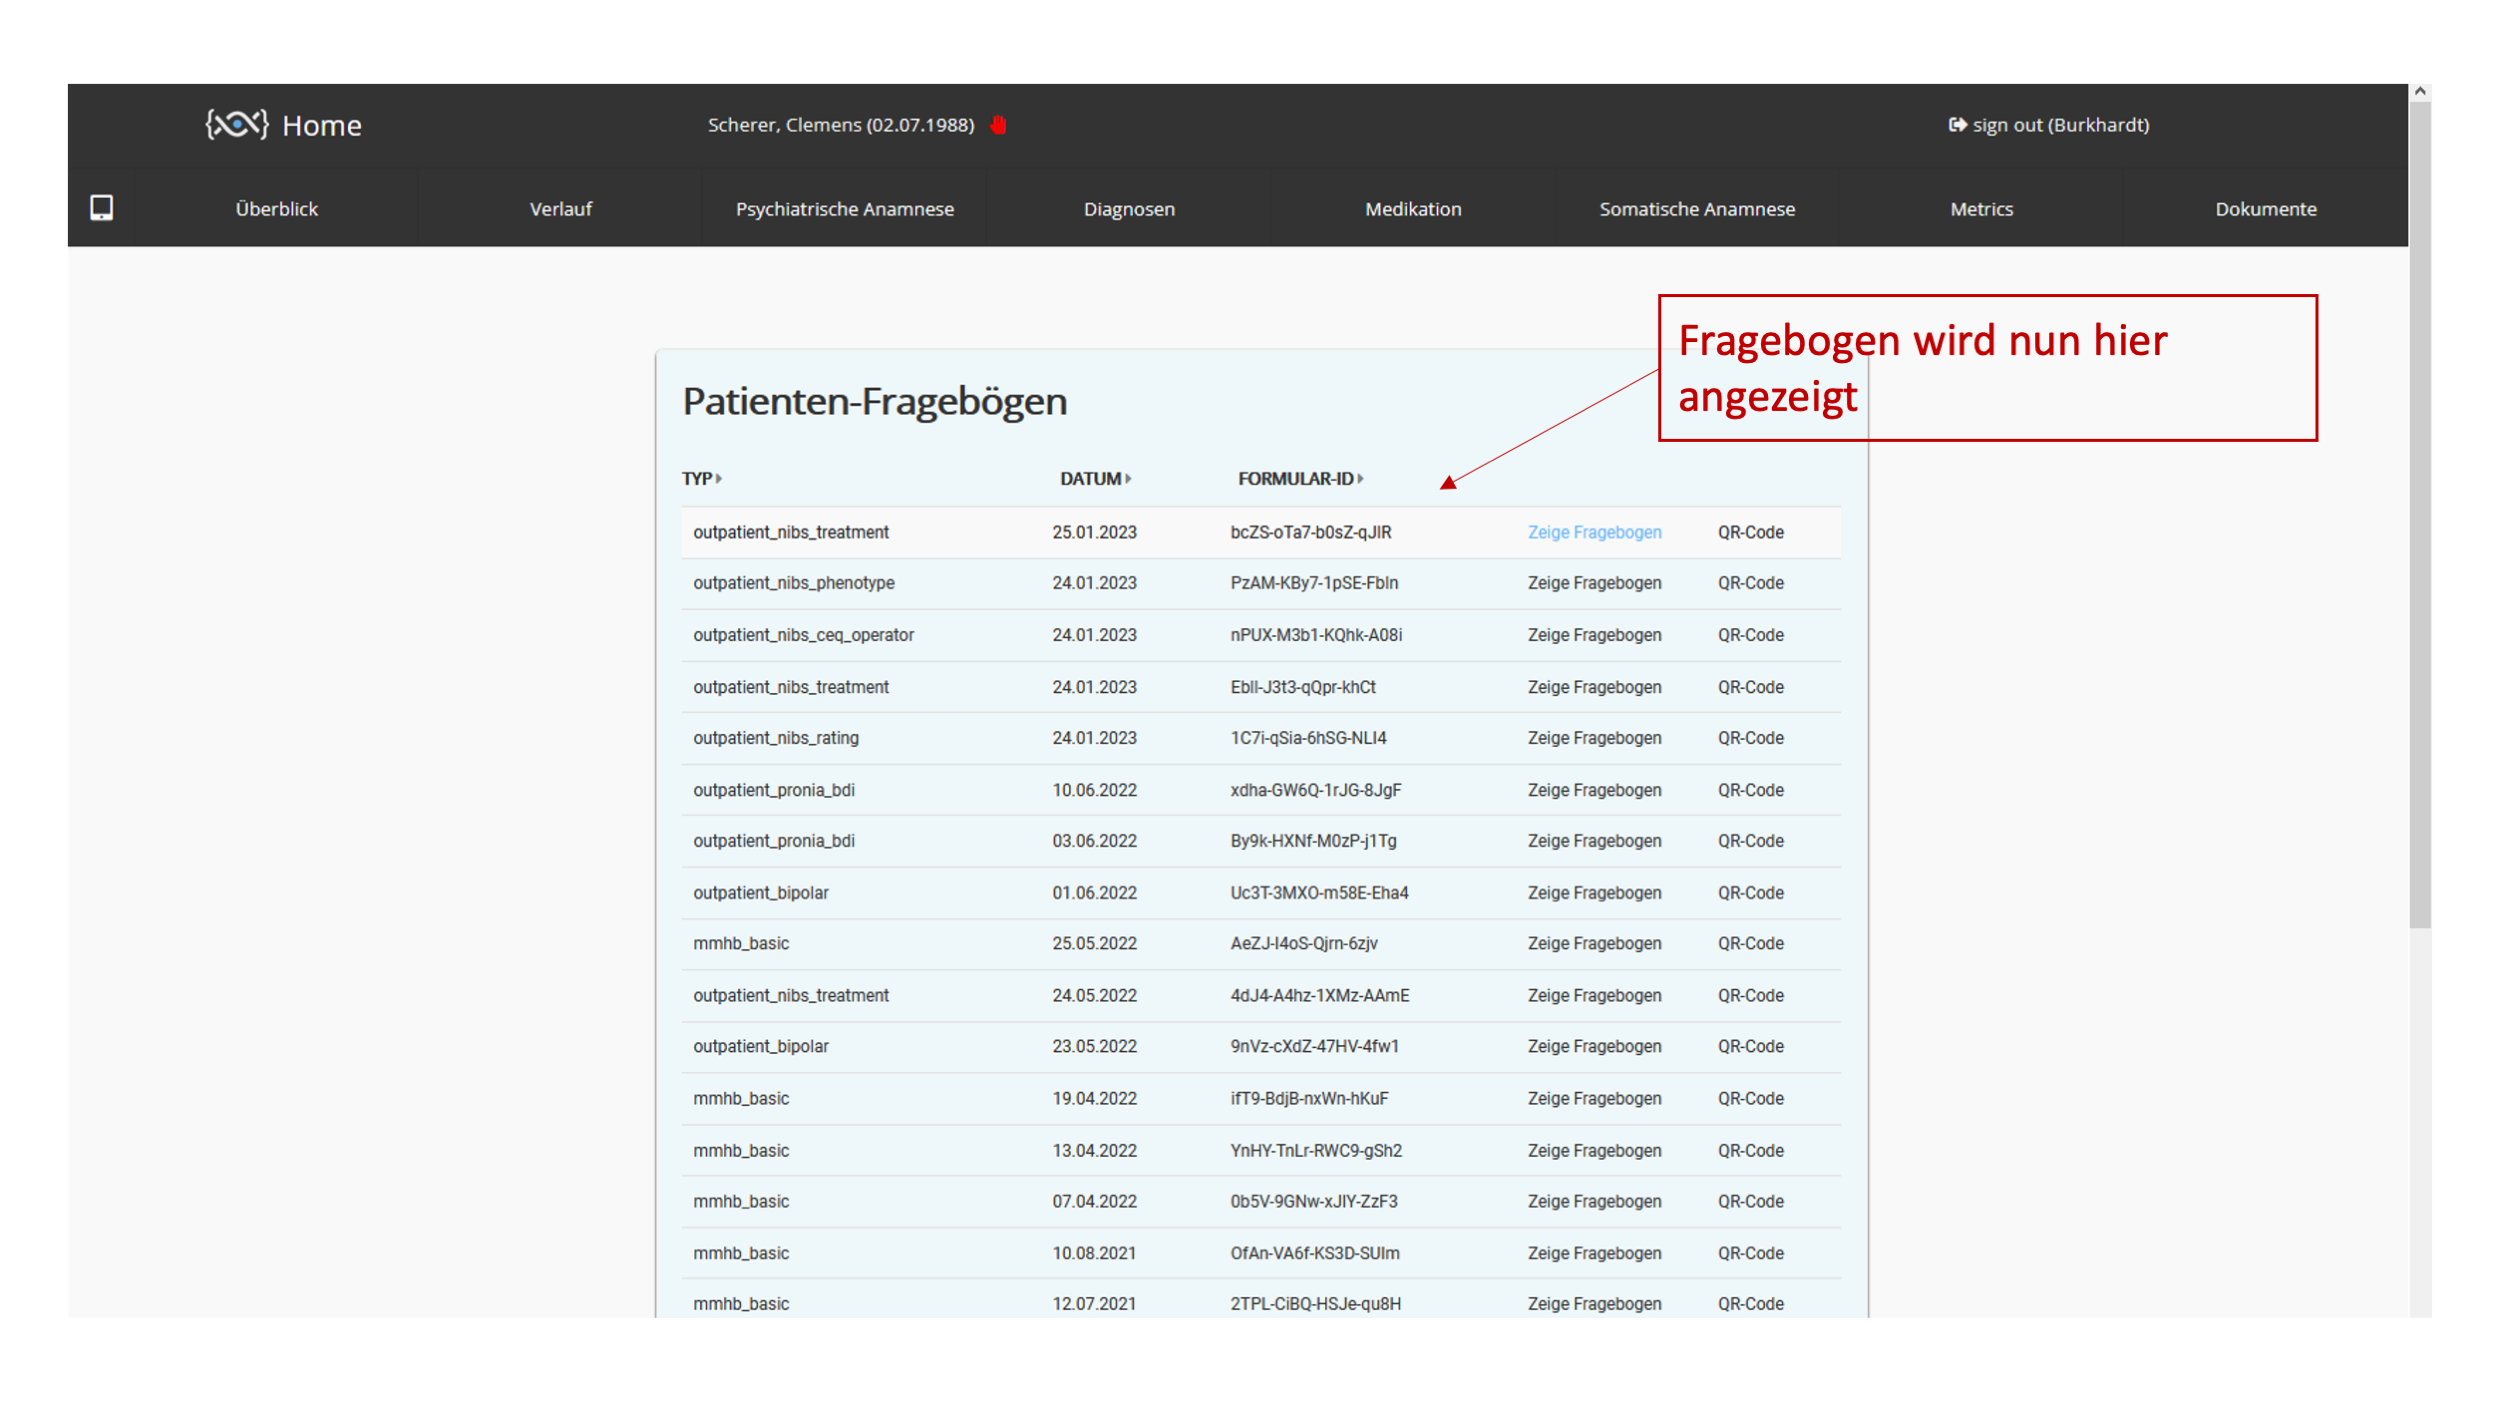 Home
Scherer, Clemens (02.07.1988)
sign out (Burkhardt)
Überblick Verlauf Psychiatrische Anamnese Diagnosen Medikation Somatische Anamnese Metrics Dokumente
Fragebogen wird nun hier
angezeigt
Patienten-Fragebögen
TYP DATUM FORMULAR-ID
outpatient_nibs_treatment 25.01.2023 bcZS-oTa7-b0sZ-qJIR Zeige Fragebogen QR-Code
outpatient_nibs_phenotype 24.01.2023 PzAM-KBy7-1pSE-FbIn Zeige Fragebogen QR-Code
outpatient_nibs_ceq_operator 24.01.2023 nPUX-M3b1-KQhk-A08i Zeige Fragebogen QR-Code
outpatient_nibs_treatment 24.01.2023 EbII-J3t3-qQpr-khCt Zeige Fragebogen QR-Code
outpatient_nibs_rating 24.01.2023 1C7i-qSia-6hSG-NLI4 Zeige Fragebogen QR-Code
outpatient_pronia_bdi 10.06.2022 xdha-GW6Q-1rJG-8JgF Zeige Fragebogen QR-Code
outpatient_pronia_bdi 03.06.2022 By9k-HXNf-M0zP-j1Tg Zeige Fragebogen QR-Code
outpatient_bipolar 01.06.2022 Uc3T-3MXO-m58E-Eha4 Zeige Fragebogen QR-Code
mmhb_basic 25.05.2022 AeZJ-I4oS-Qjrn-6zjv Zeige Fragebogen QR-Code
outpatient_nibs_treatment 24.05.2022 4dJ4-A4hz-1XMz-AAmE Zeige Fragebogen QR-Code
outpatient_bipolar 23.05.2022 9nVz-cXdZ-47HV-4fw1 Zeige Fragebogen QR-Code
mmhb_basic 19.04.2022 ifT9-BdjB-nxWn-hKuF Zeige Fragebogen QR-Code
mmhb_basic 13.04.2022 YnHY-TnLr-RWC9-gSh2 Zeige Fragebogen QR-Code
mmhb_basic 07.04.2022 0b5V-9GNw-xJIY-ZzF3 Zeige Fragebogen QR-Code
mmhb_basic 10.08.2021 OfAn-VA6f-KS3D-SUIm Zeige Fragebogen QR-Code
mmhb_basic 12.07.2021 2TPL-CiBQ-HSJe-qu8H Zeige Fragebogen QR-Code